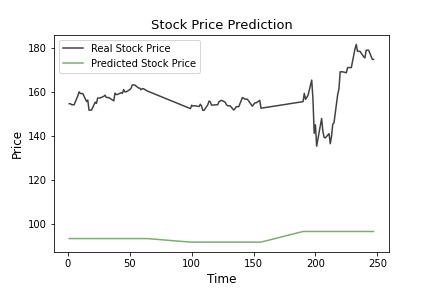 Stock Price Prediction
Real Stock Price
Predicted Stock Price
180
160
140
120
100
Price
0 50 100 150 200 250
Time